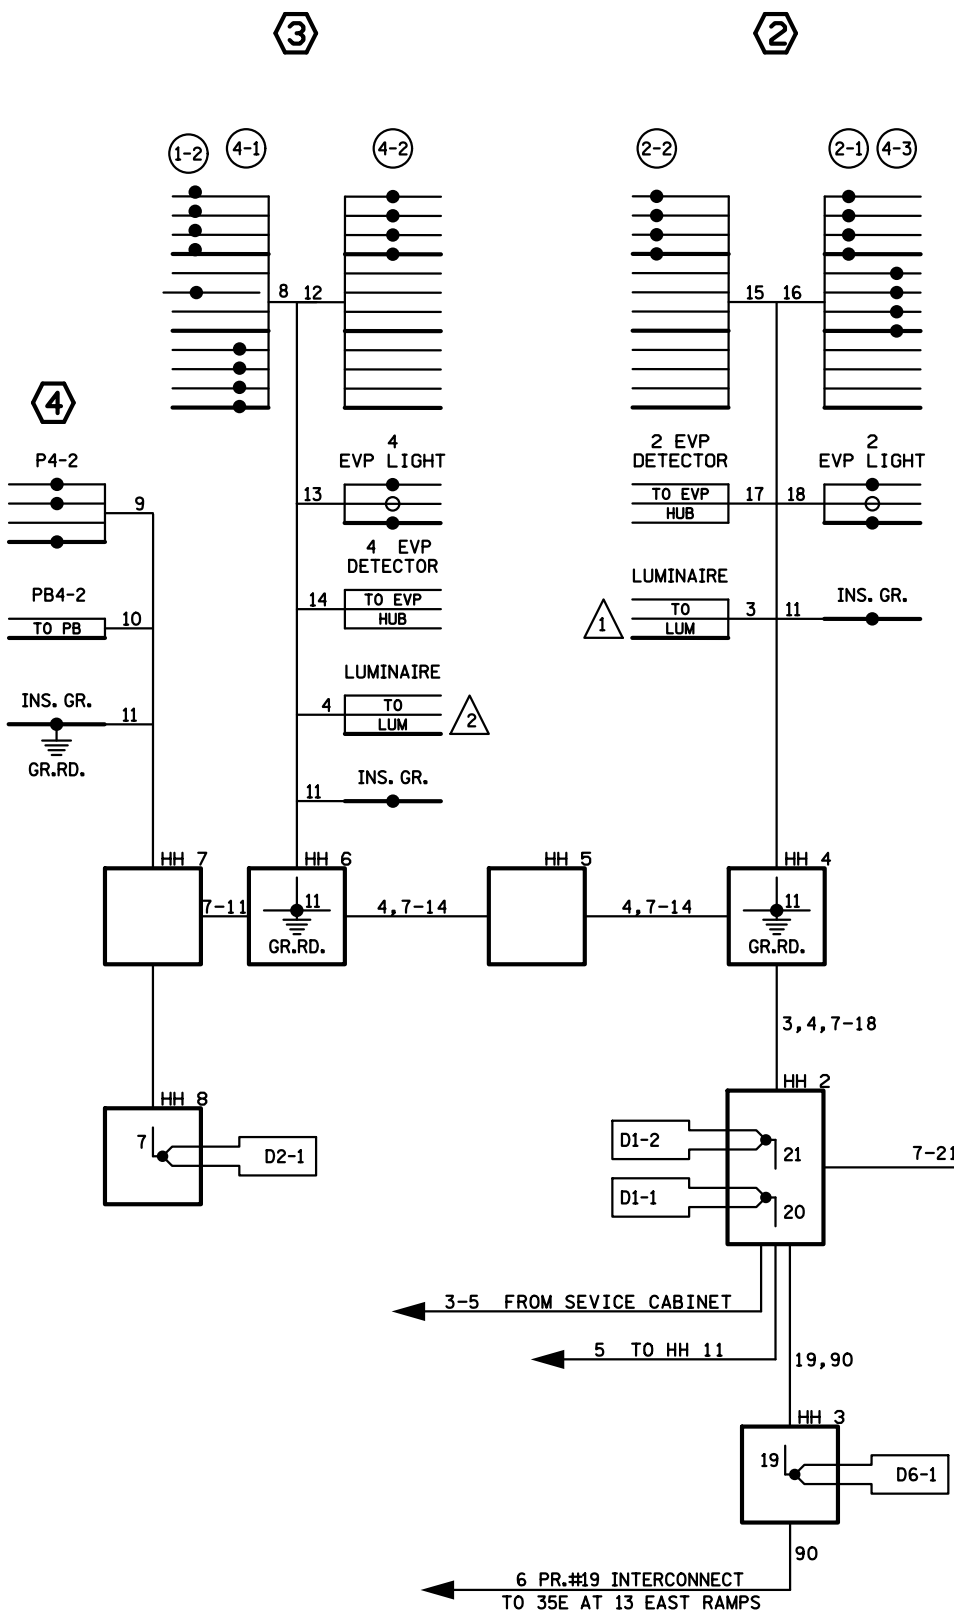 3
2
1-2
4-1
4-2
2-2
2-1
4-3
8
12
15
16
4
P4-2
9
4
EVP LIGHT
13
2 EVP
DETECTOR
TO EVP
HUB
17
18
2
EVP LIGHT
4 EVP
DETECTOR
14
TO EVP
HUB
PB4-2
TO PB
10
LUMINAIRE
1
TO
LUM
3
11
INS. GR.
INS. GR.
11
GR.RD.
LUMINAIRE
4
TO
LUM
2
INS. GR.
11
HH 7
HH 6
HH 5
HH 4
7-11
11
GR.RD.
4,7-14
4,7-14
11
GR.RD.
3,4,7-18
HH 8
7
D2-1
HH 2
D1-2
21
D1-1
20
7-21
3-5 FROM SEVICE CABINET
5 TO HH 11
19,90
HH 3
19
D6-1
90
6 PR.#19 INTERCONNECT
TO 35E AT 13 EAST RAMPS